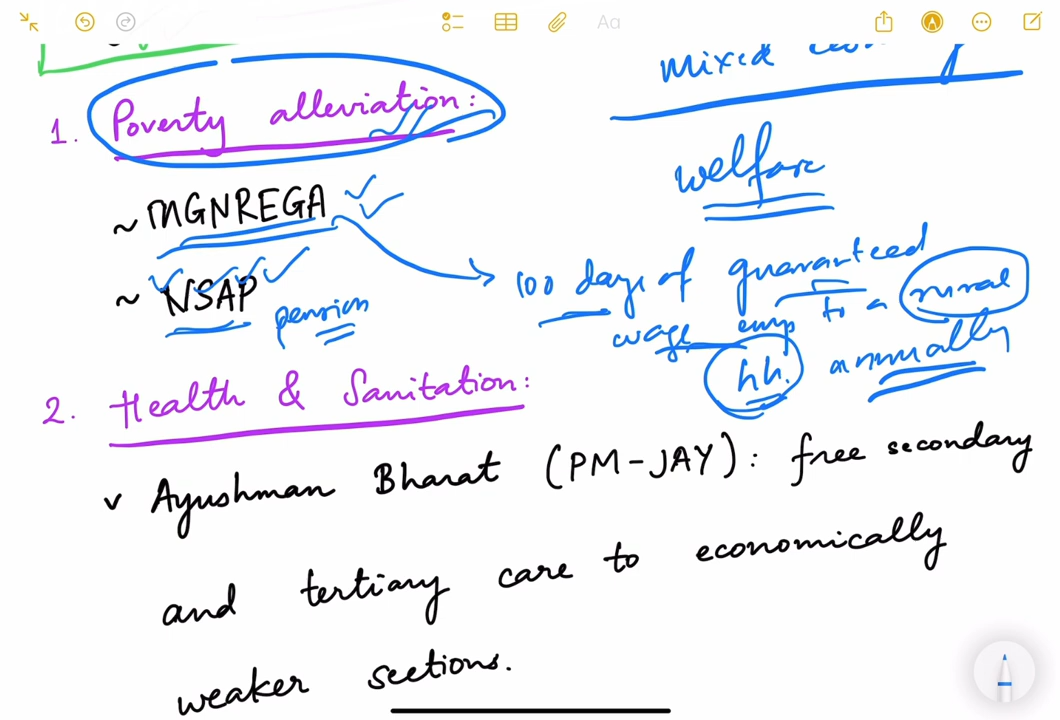 mixed
1. Poverty alleviation:
welfare
~ MGNREGA
100 days of guaranteed
wage emp to a rural
hh. annually
~ NSAP
pension
2. Health & Sanitation:
v Ayushman Bharat (PM-JAY): free secondary
and tertiary care to economically
weaker sections.
Aa